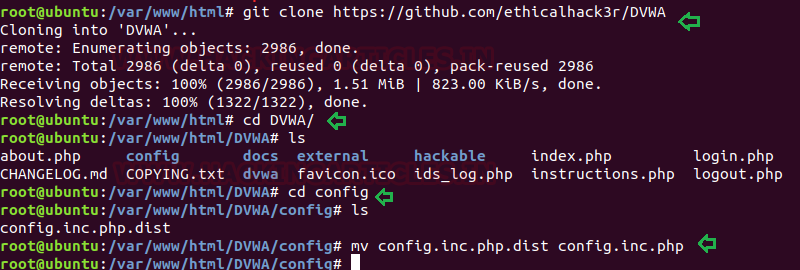 root@ubuntu:/var/www/html# git clone https://github.com/ethicalhack3r/DVWA
Cloning into 'DVWA'...
remote: Enumerating objects: 2986, done.
remote: Total 2986 (delta 0), reused 0 (delta 0), pack-reused 2986
Receiving objects: 100% (2986/2986), 1.51 MiB | 823.00 KiB/s, done.
Resolving deltas: 100% (1322/1322), done.
root@ubuntu:/var/www/html# cd DVWA/
root@ubuntu:/var/www/html/DVWA# ls
about.php config docs external hackable index.php login.php
CHANGELOG.md COPYING.txt dvwa favicon.ico ids_log.php instructions.php logout.php
root@ubuntu:/var/www/html/DVWA# cd config
root@ubuntu:/var/www/html/DVWA/config# ls
config.inc.php.dist
root@ubuntu:/var/www/html/DVWA/config# mv config.inc.php.dist config.inc.php
root@ubuntu:/var/www/html/DVWA/config#